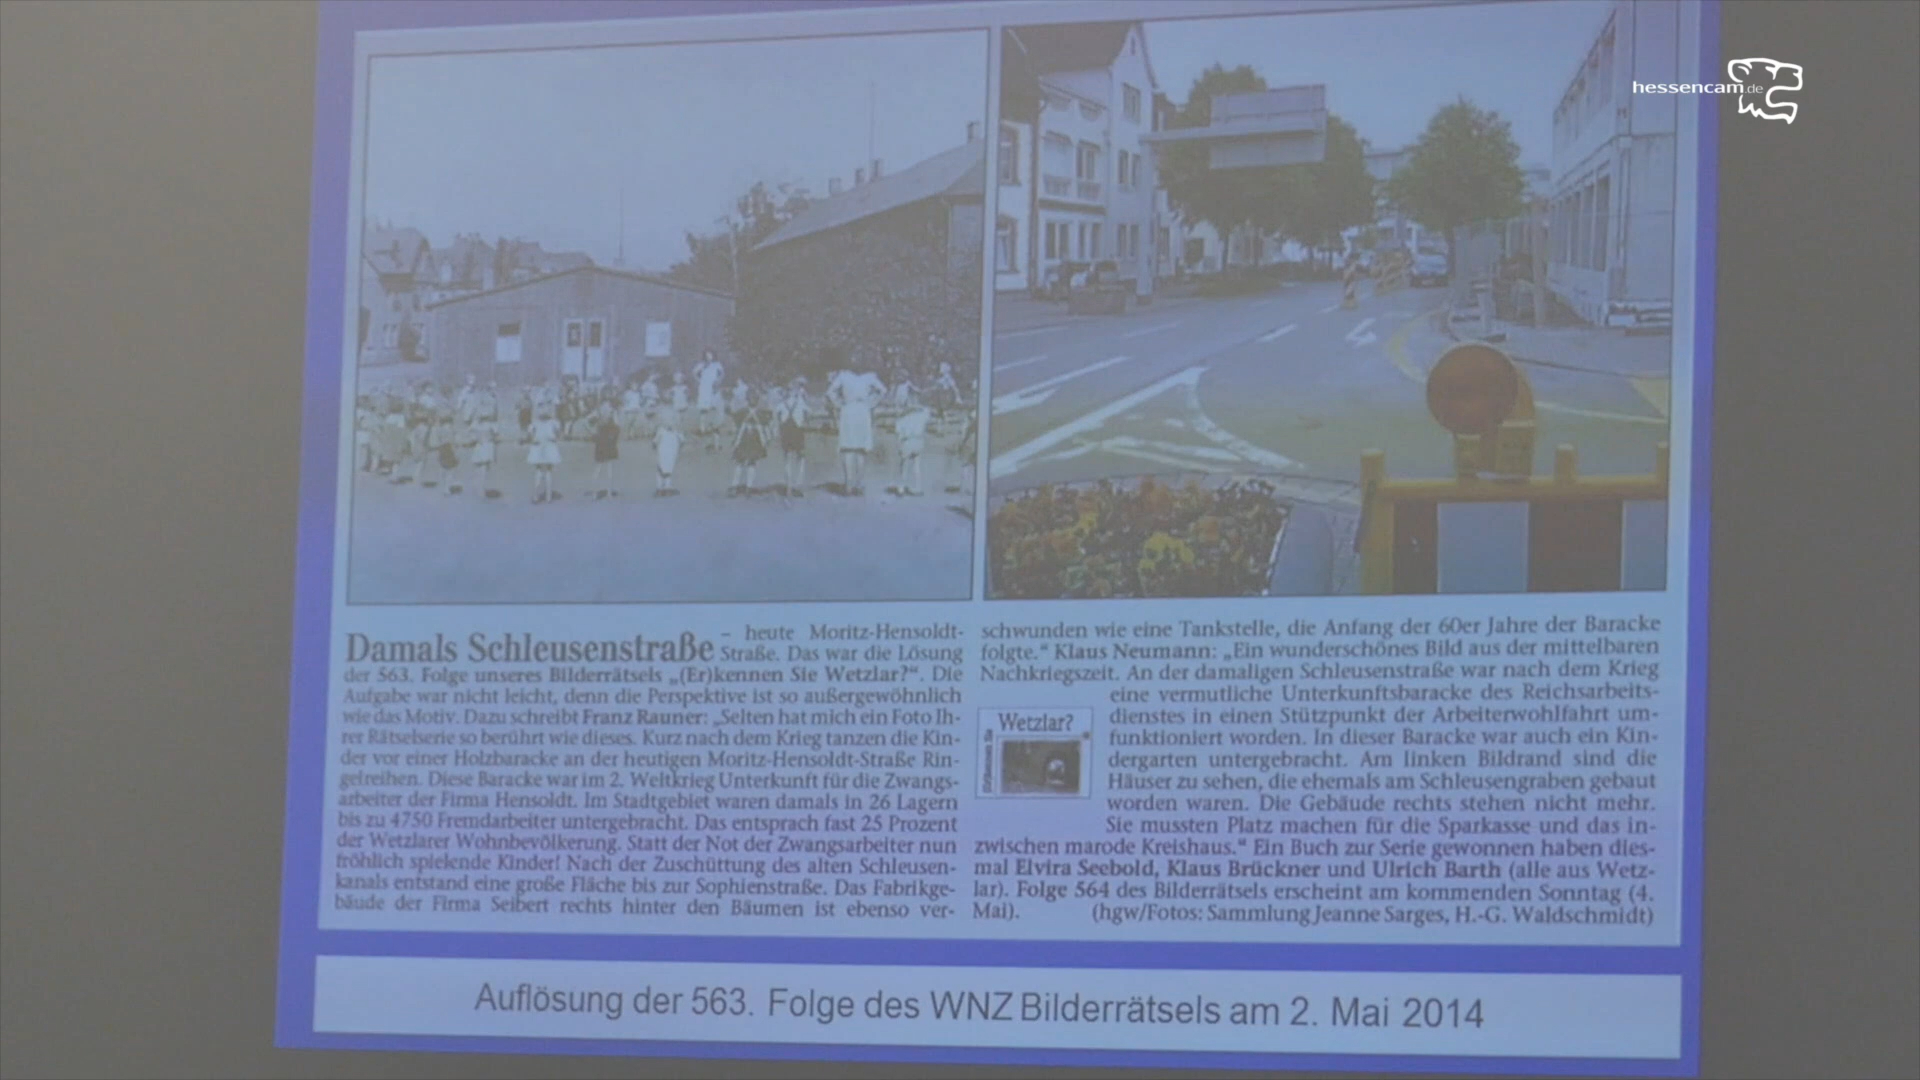 hessencam.de
Damals Schleusenstraße – heute Moritz-Hensoldt-
Straße. Das war die Lösung
der 563. Folge unseres Bilderrätsels „(Er)kennen Sie Wetzlar?“. Die
Aufgabe war nicht leicht, denn die Perspektive ist so außergewöhnlich
wie das Motiv. Dazu schreibt Franz Rauner: „Selten hat mich ein Foto Ih-
rer Rätselserie so berührt wie dieses. Kurz nach dem Krieg tanzen die Kin-
der vor einer Holzbaracke an der heutigen Moritz-Hensoldt-Straße Rin-
gelreihen. Diese Baracke war im 2. Weltkrieg Unterkunft für die Zwangs-
arbeiter der Firma Hensoldt. Im Stadtgebiet waren damals in 26 Lagern
bis zu 4750 Fremdarbeiter untergebracht. Das entsprach fast 25 Prozent
der Wetzlarer Wohnbevölkerung. Statt der Not der Zwangsarbeiter nun
fröhlich spielende Kinder! Nach der Zuschüttung des alten Schleusen-
kanals entstand eine große Fläche bis zur Sophienstraße. Das Fabrikge-
bäude der Firma Seibert rechts hinter den Bäumen ist ebenso ver-
schwunden wie eine Tankstelle, die Anfang der 60er Jahre der Baracke
folgte.“ Klaus Neumann: „Ein wunderschönes Bild aus der mittelbaren
Nachkriegszeit. An der damaligen Schleusenstraße war nach dem Krieg
eine vermutliche Unterkunftsbaracke des Reichsarbeits-
dienstes in einen Stützpunkt der Arbeiterwohlfahrt um-
funktioniert worden. In dieser Baracke war auch ein Kin-
dergarten untergebracht. Am linken Bildrand sind die
Häuser zu sehen, die ehemals am Schleusengraben gebaut
worden waren. Die Gebäude rechts stehen nicht mehr.
Sie mussten Platz machen für die Sparkasse und das in-
zwischen marode Kreishaus.“ Ein Buch zur Serie gewonnen haben dies-
mal Elvira Seebold, Klaus Brückner und Ulrich Barth (alle aus Wetz-
lar). Folge 564 des Bilderrätsels erscheint am kommenden Sonntag (4.
Mai). (hgw/Fotos: Sammlung Jeanne Sarges, H.-G. Waldschmidt)
Wetzlar?
Auflösung der 563. Folge des WNZ Bilderrätsels am 2. Mai 2014